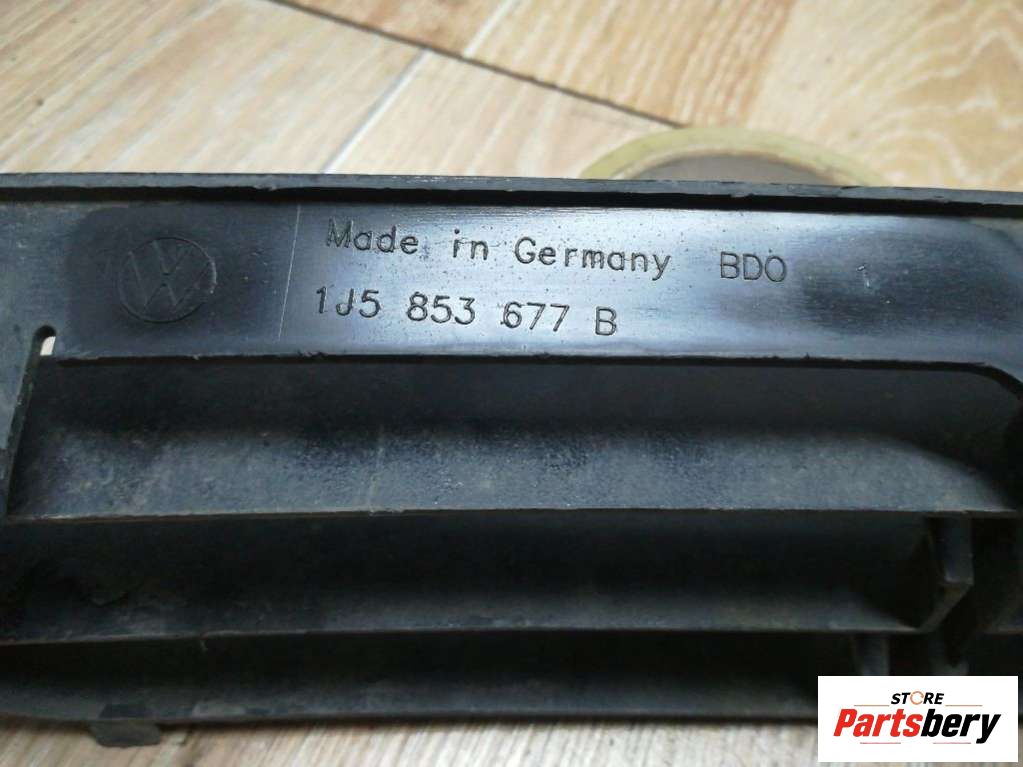 Made in Germany BDO
1J5 853 677 B
STORE
Partsbery